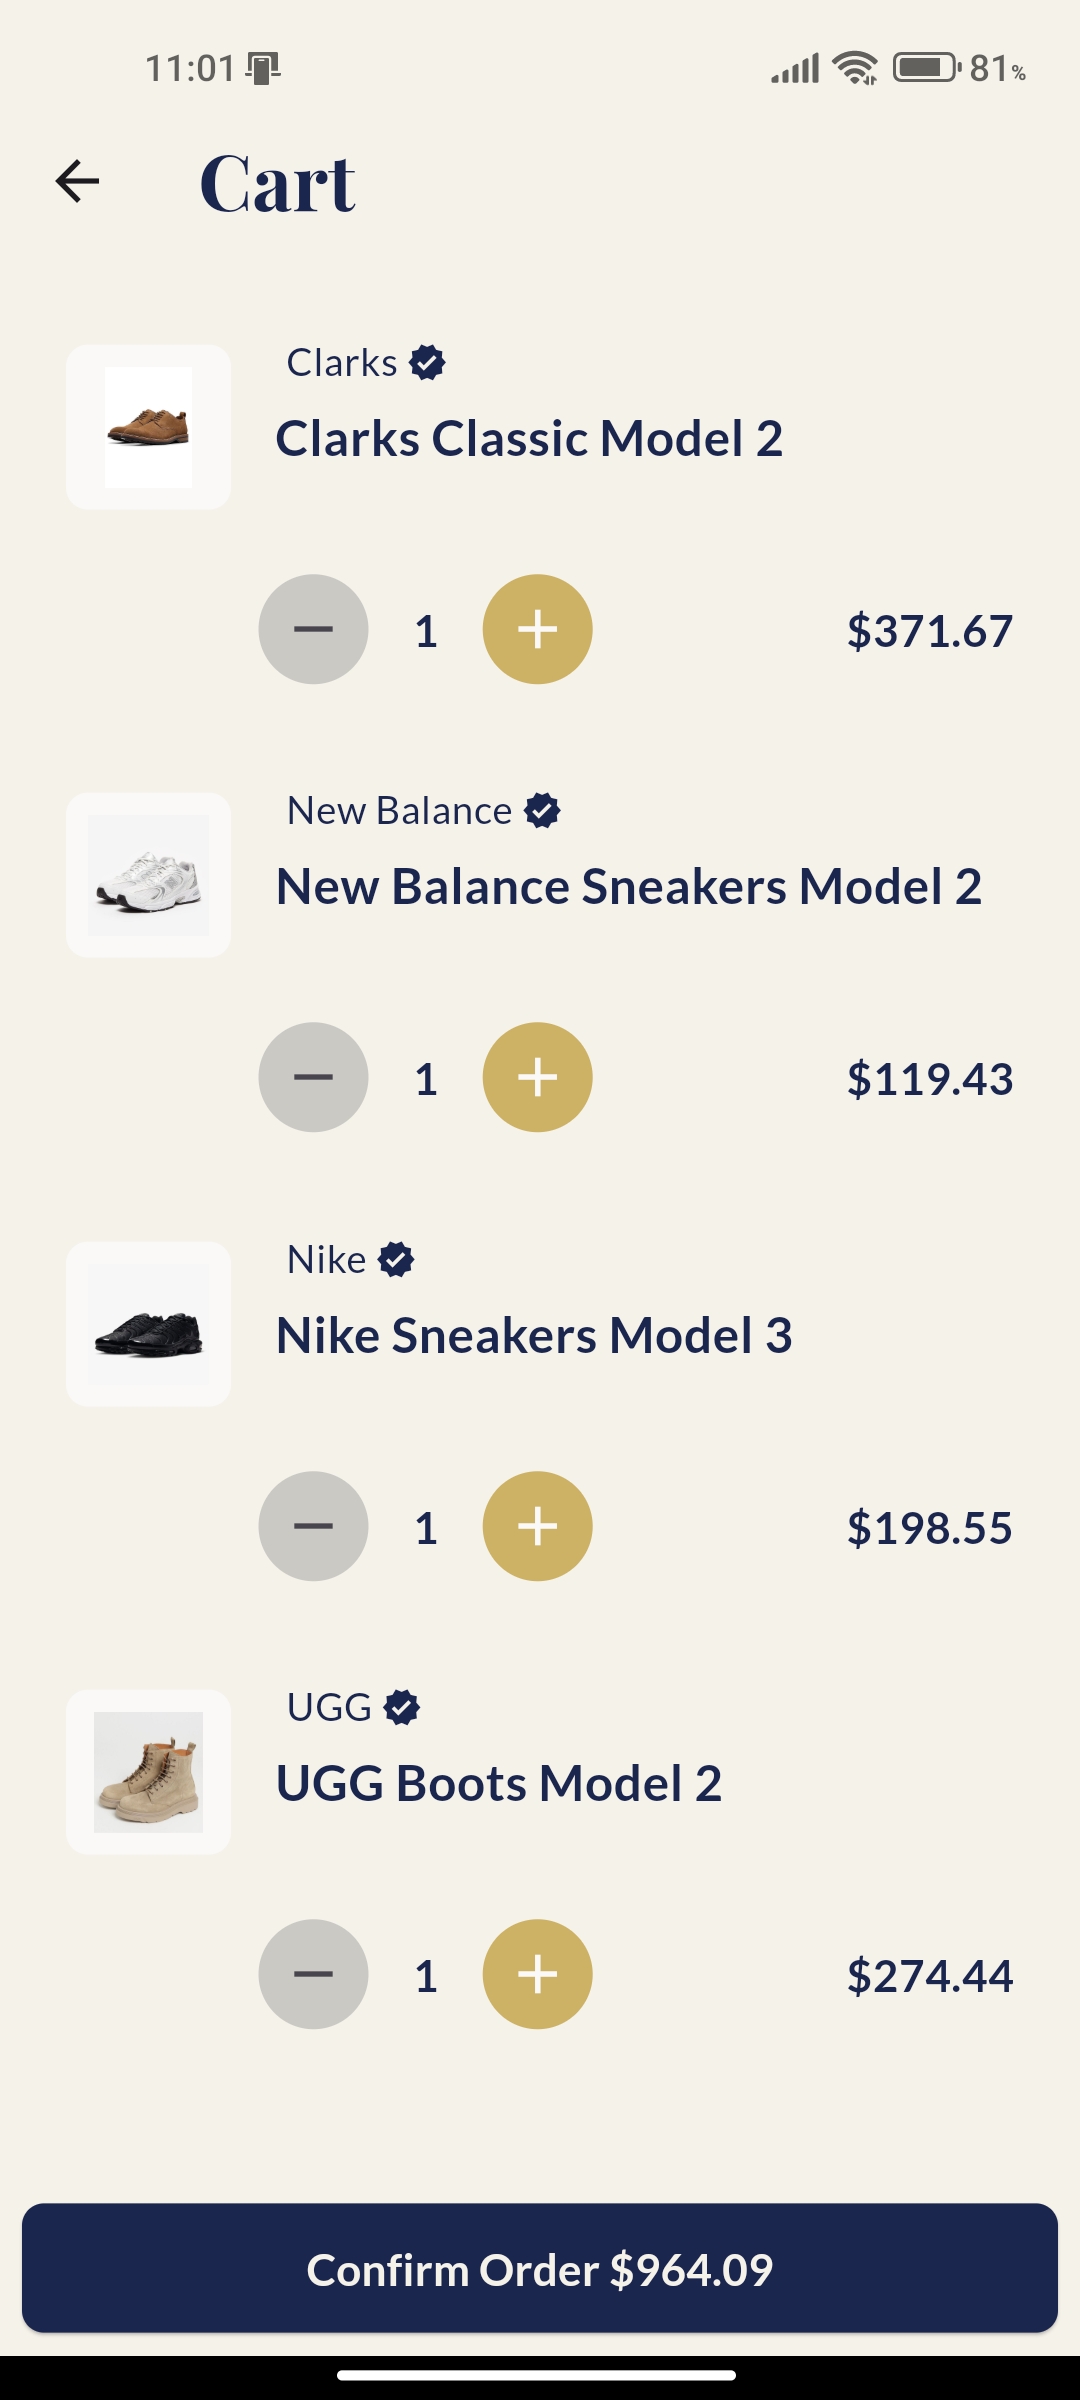 11:01 81%
Cart
Clarks
Clarks Classic Model 2
1 $371.67
New Balance
New Balance Sneakers Model 2
1 $119.43
Nike
Nike Sneakers Model 3
1 $198.55
UGG
UGG Boots Model 2
1 $274.44
Confirm Order $964.09